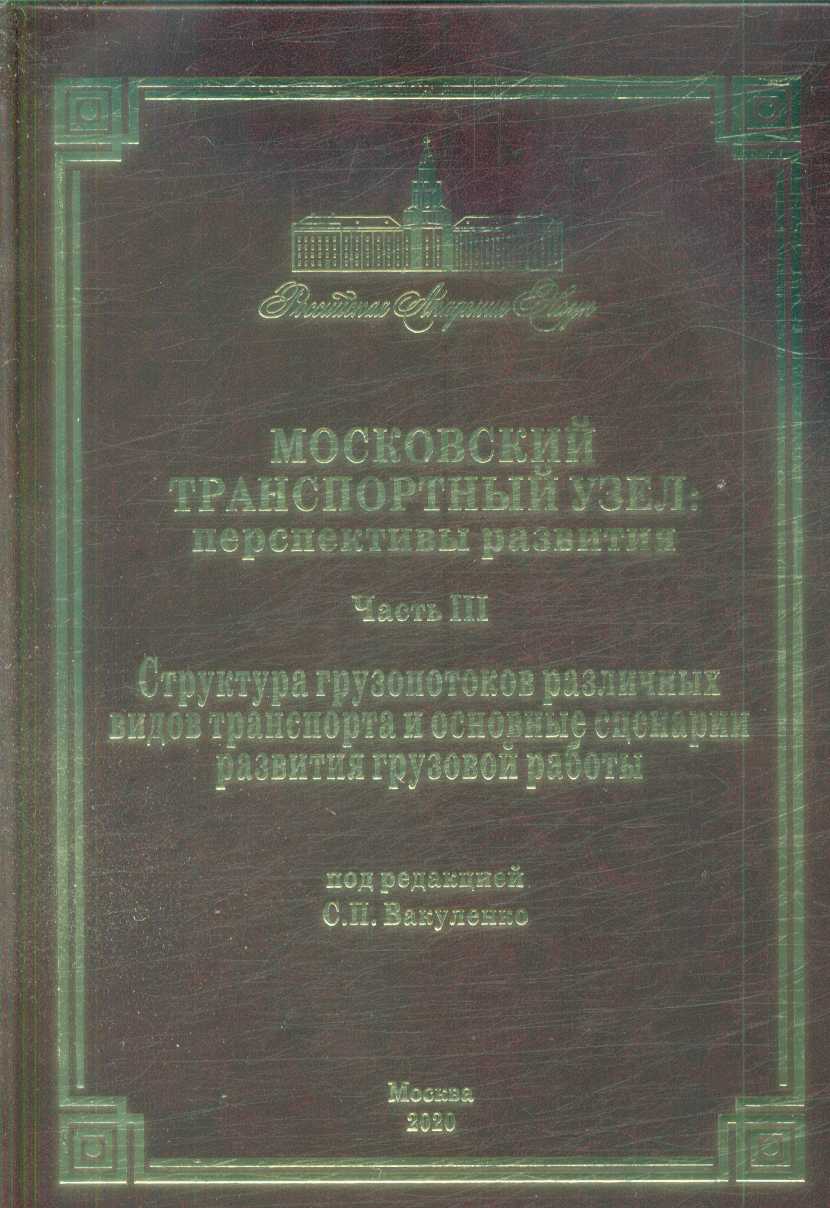 Российская Академия Наук
МОСКОВСКИЙ
ТРАНСПОРТНЫЙ УЗЕЛ:
перспективы развития
Часть III
Структура грузопотоков различных
видов транспорта и основные сценарии
развития грузовой работы
под редакцией
С.П. Вакуленко
Москва
2020